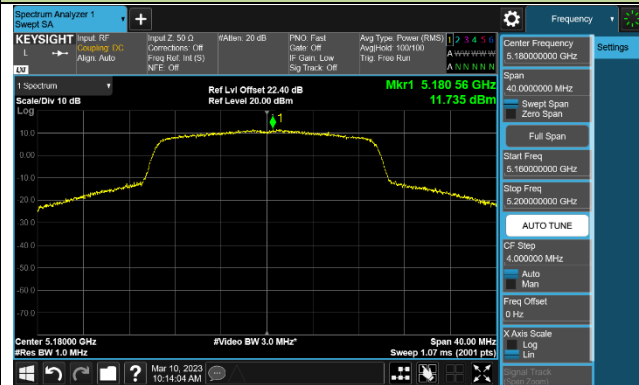 Spectrum Analyzer 1
Swept SA
Frequency
KEYSIGHT
L
LXI
Input: RF
Coupling: DC
Align: Auto
Input Z: 50 Ω
Corrections: Off
Freq Ref: Int (S)
NFE: Off
#Atten: 20 dB
PNO: Fast
Gate: Off
IF Gain: Low
Sig Track: Off
Avg Type: Power (RMS)
Avg|Hold: 100/100
Trig: Free Run
1 2 3 4 5 6
A W W W W W
A N N N N N
1 Spectrum
Scale/Div 10 dB
Ref Lvl Offset 22.40 dB
Ref Level 20.00 dBm
Mkr1 5.180 56 GHz
11.735 dBm
Log
1
10.0
0.00
-10.0
-20.0
-30.0
-40.0
-50.0
-60.0
-70.0
Center 5.18000 GHz
#Video BW 3.0 MHz*
Span 40.00 MHz
#Res BW 1.0 MHz
Sweep 1.07 ms (2001 pts)
Mar 10, 2023
10:14:04 AM
Center Frequency
5.180000000 GHz
Settings
Span
40.0000000 MHz
Swept Span
Zero Span
Full Span
Start Freq
5.160000000 GHz
Stop Freq
5.200000000 GHz
AUTO TUNE
CF Step
4.000000 MHz
Auto
Man
Freq Offset
0 Hz
X Axis Scale
Log
Lin
Signal Track
(Span Zoom)